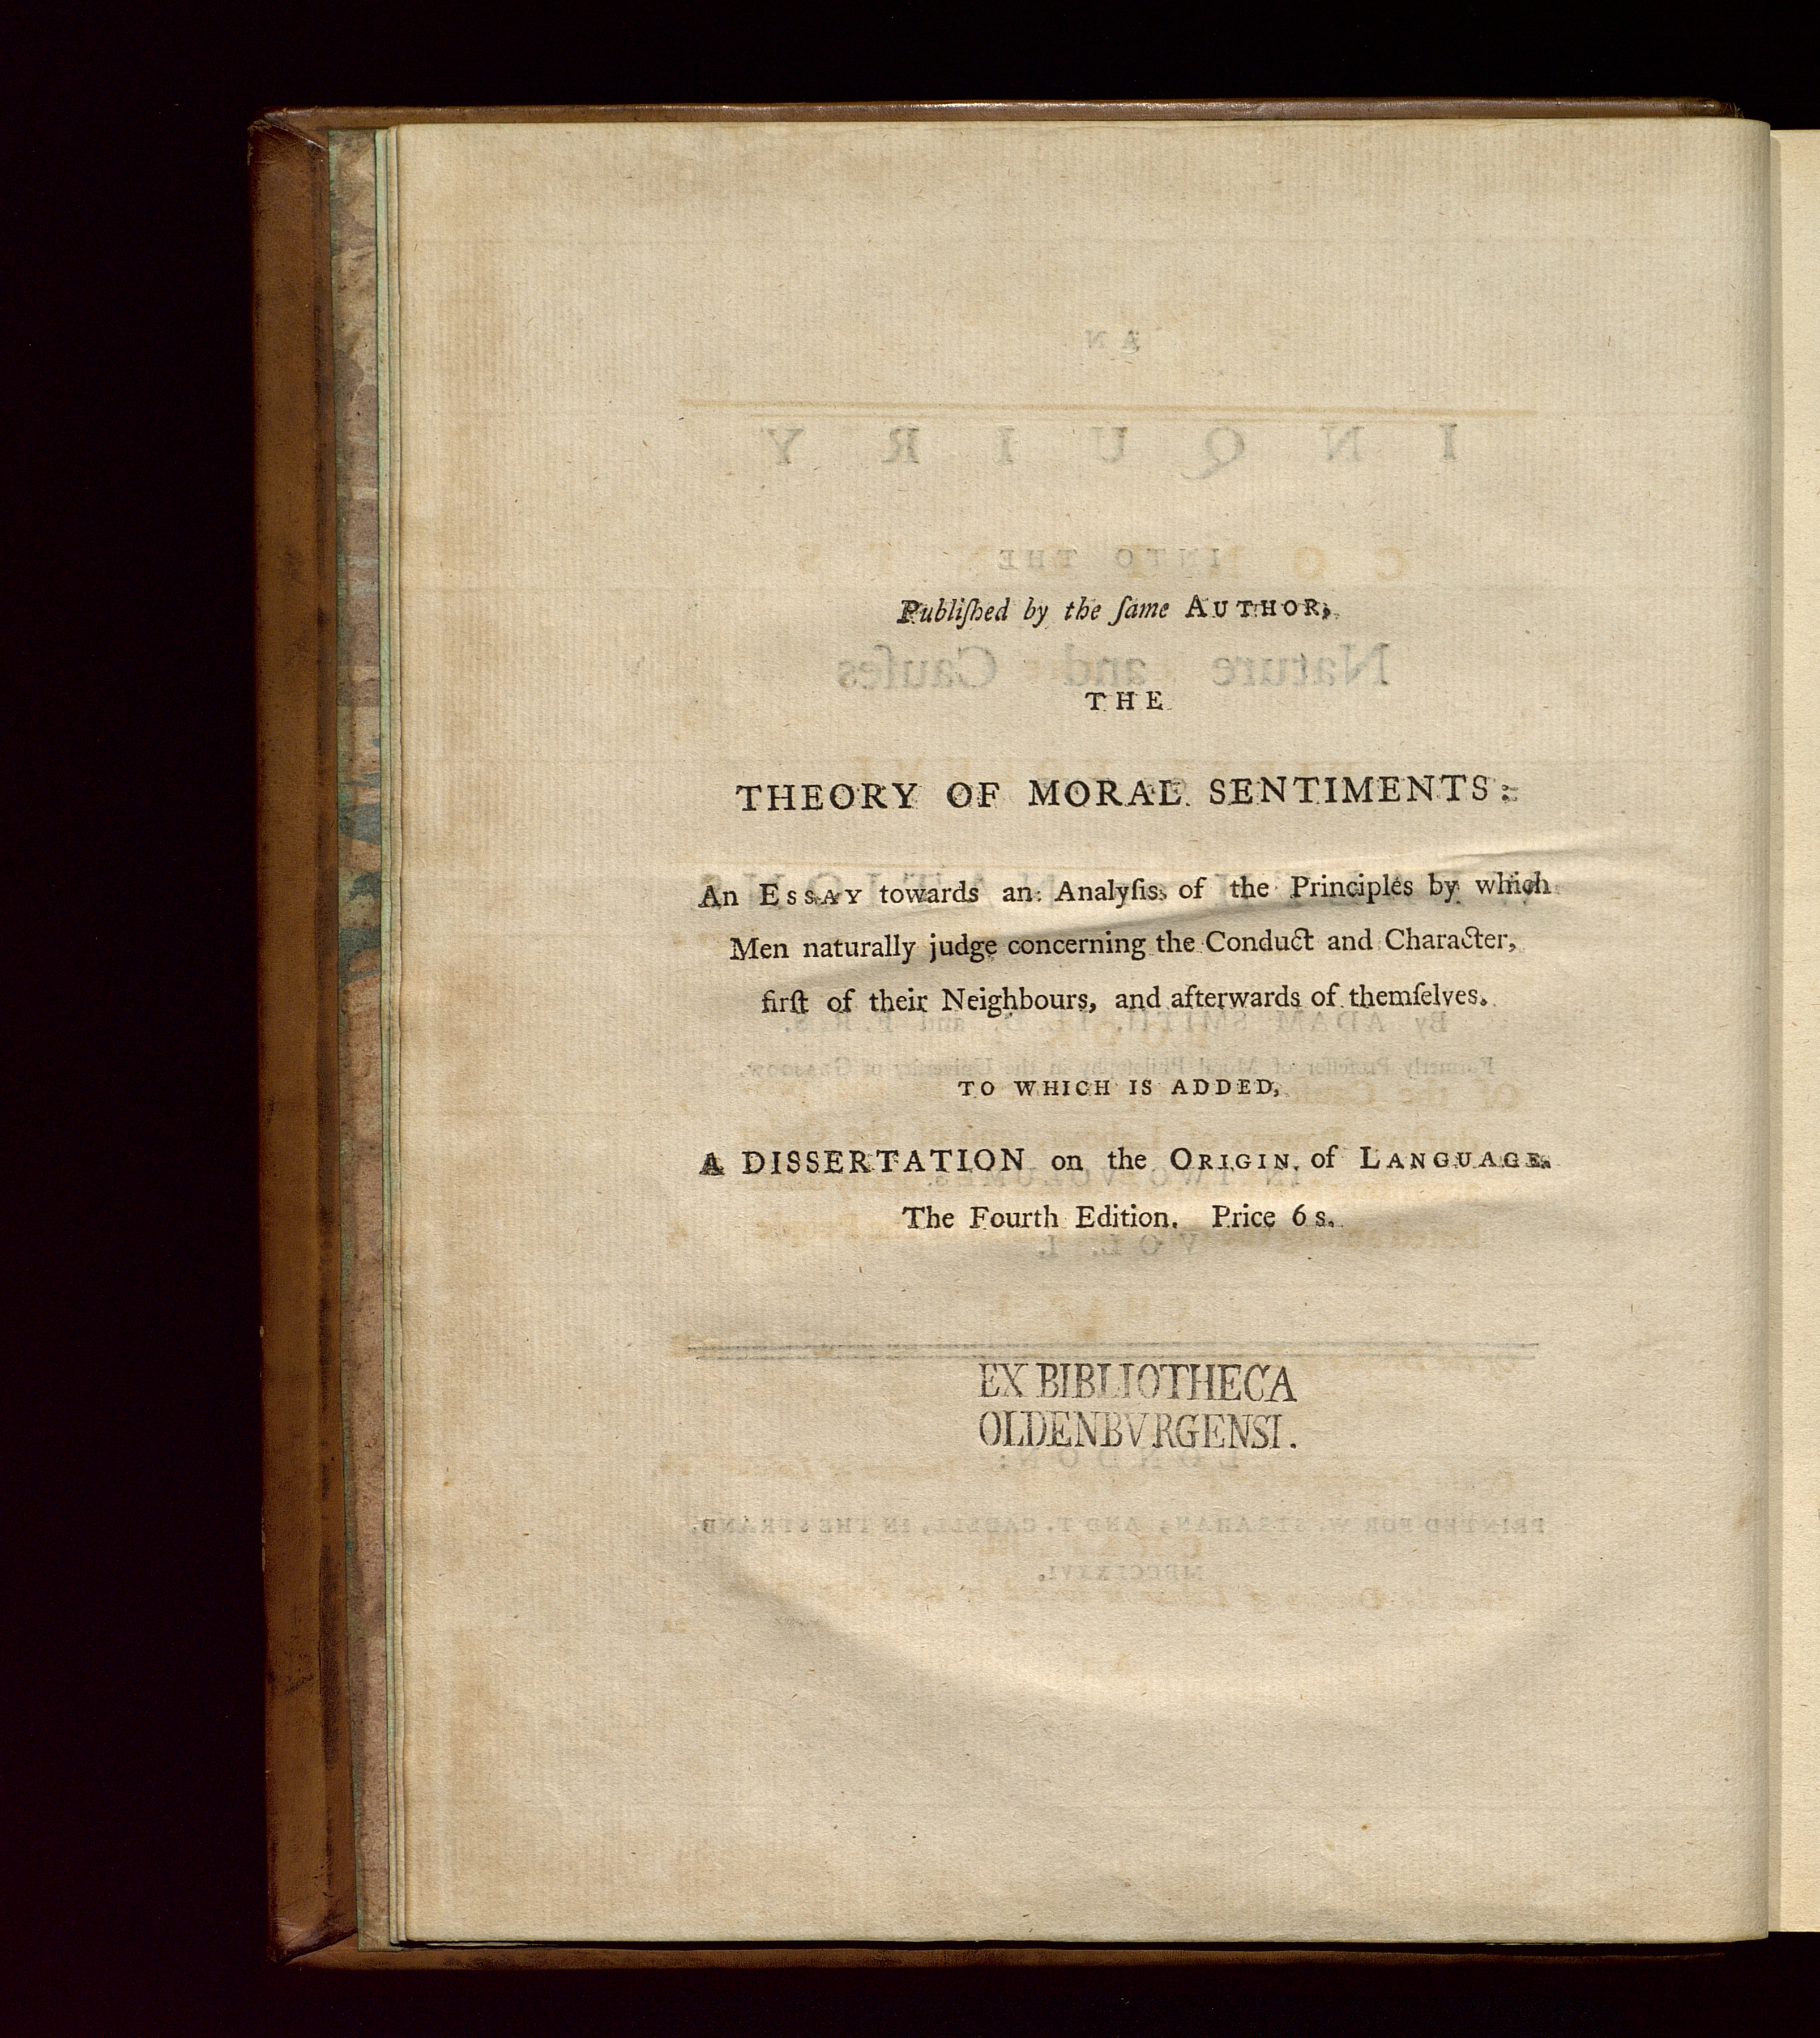 Publiſhed by the ſame AUTHOR,
THE
THEORY OF MORAL SENTIMENTS:
An ESSAY towards an Analyſis of the Principles by which
Men naturally judge concerning the Conduct and Character,
firſt of their Neighbours, and afterwards of themſelves.
TO WHICH IS ADDED,
A DISSERTATION on the ORIGIN of LANGUAGE.
The Fourth Edition. Price 6 s.
EX BIBLIOTHECA
OLDENBVRGENSI.